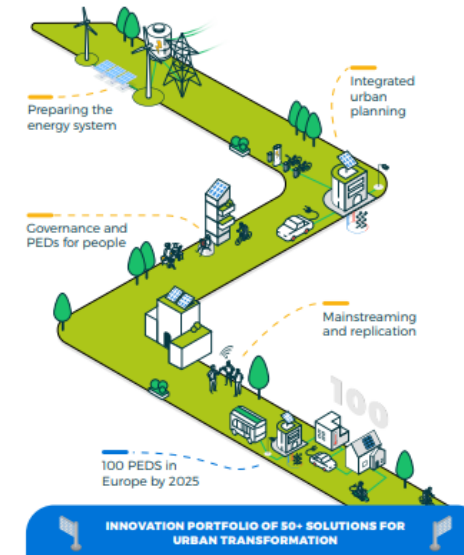 Preparing the
energy system
Integrated
urban
planning
Governance and
PEDs for people
Mainstreaming
and replication
100
100 PEDS in
Europe by 2025
INNOVATION PORTFOLIO OF 50+ SOLUTIONS FOR
URBAN TRANSFORMATION